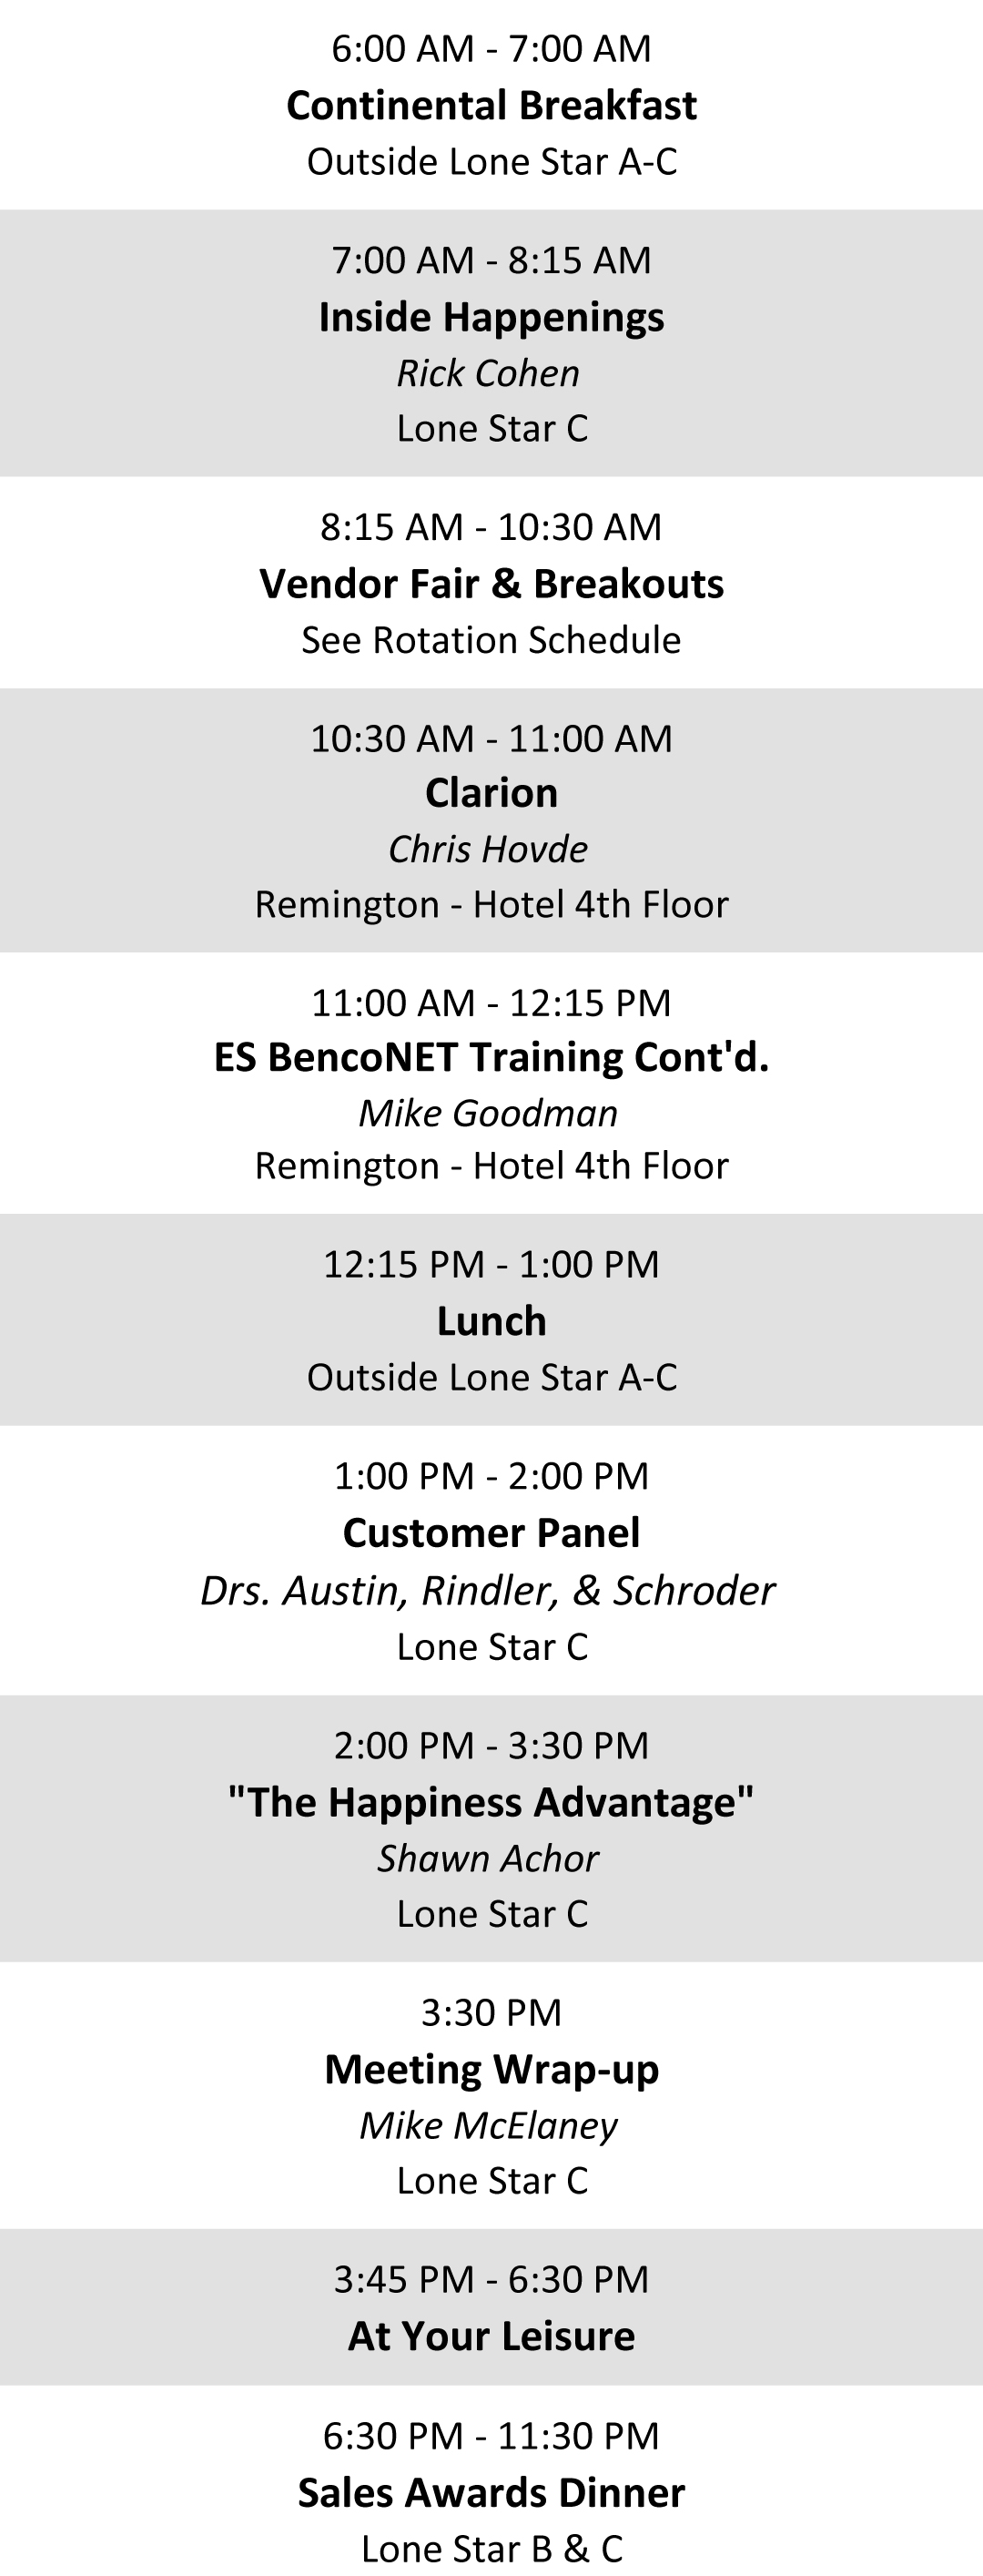 6:00 AM - 7:00 AM
Continental Breakfast
Outside Lone Star A-C
7:00 AM - 8:15 AM
Inside Happenings
Rick Cohen
Lone Star C
8:15 AM - 10:30 AM
Vendor Fair & Breakouts
See Rotation Schedule
10:30 AM - 11:00 AM
Clarion
Chris Hovde
Remington - Hotel 4th Floor
11:00 AM - 12:15 PM
ES BencoNET Training Cont'd.
Mike Goodman
Remington - Hotel 4th Floor
12:15 PM - 1:00 PM
Lunch
Outside Lone Star A-C
1:00 PM - 2:00 PM
Customer Panel
Drs. Austin, Rindler, & Schroder
Lone Star C
2:00 PM - 3:30 PM
"The Happiness Advantage"
Shawn Achor
Lone Star C
3:30 PM
Meeting Wrap-up
Mike McElaney
Lone Star C
3:45 PM - 6:30 PM
At Your Leisure
6:30 PM - 11:30 PM
Sales Awards Dinner
Lone Star B & C